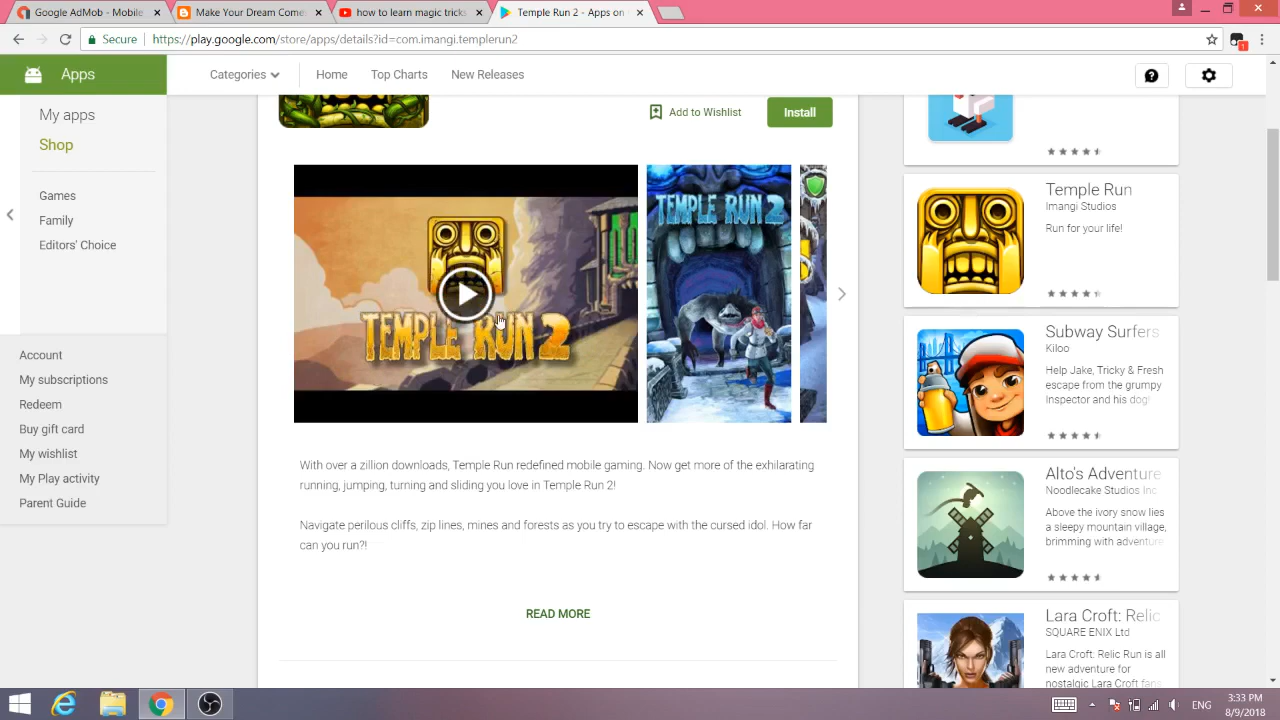 Google AdMob - Mobile
Make Your Dream Come
how to learn magic tricks
Temple Run 2 - Apps on
Secure
https://play.google.com/store/apps/details?id=com.imangi.templerun2
1
Apps
Categories
Home
Top Charts
New Releases
My apps
Shop
Games
Family
Editors' Choice
Account
My subscriptions
Redeem
Buy gift card
My wishlist
My Play activity
Parent Guide
Add to Wishlist
Install
TEMPLE RUN 2
TEMPLE RUN 2
With over a zillion downloads, Temple Run redefined mobile gaming. Now get more of the exhilarating
running, jumping, turning and sliding you love in Temple Run 2!
Navigate perilous cliffs, zip lines, mines and forests as you try to escape with the cursed idol. How far
can you run?!
READ MORE
Temple Run
Imangi Studios
Run for your life!
Subway Surfers
Kiloo
Help Jake, Tricky & Fresh
escape from the grumpy
Inspector and his dog!
Alto's Adventure
Noodlecake Studios Inc
Above the ivory snow lies
a sleepy mountain village,
brimming with adventure
Lara Croft: Relic
SQUARE ENIX Ltd
Lara Croft: Relic Run is all
new adventure for
nostalgic Lara Croft fans
ENG
3:33 PM
8/9/2018